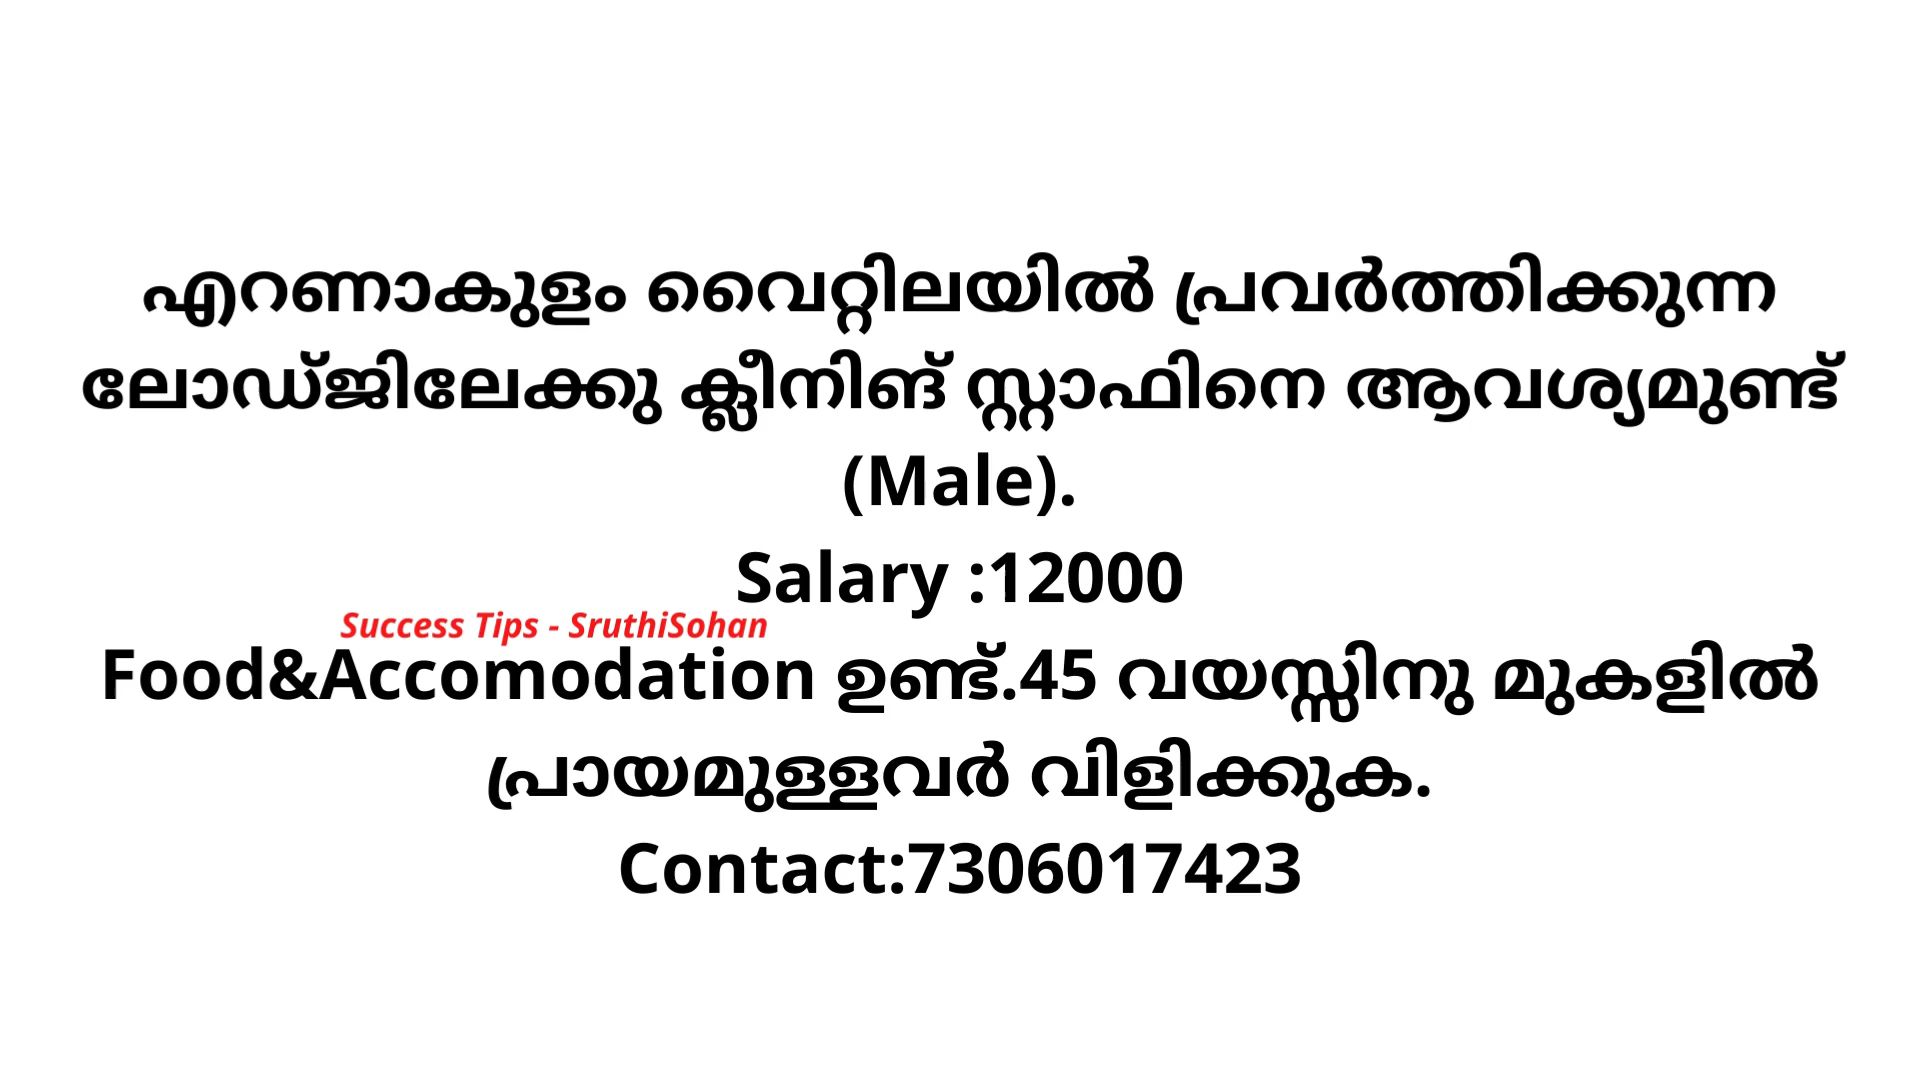 എറണാകുളം വൈറ്റിലയിൽ പ്രവർത്തിക്കുന്ന
ലോഡ്ജിലേക്കു ക്ലീനിങ് സ്റ്റാഫിനെ ആവശ്യമുണ്ട്
(Male).
Salary :12000
Success Tips - SruthiSohan
Food&Accomodation ഉണ്ട്.45 വയസ്സിനു മുകളിൽ
പ്രായമുള്ളവർ വിളിക്കുക.
Contact:7306017423